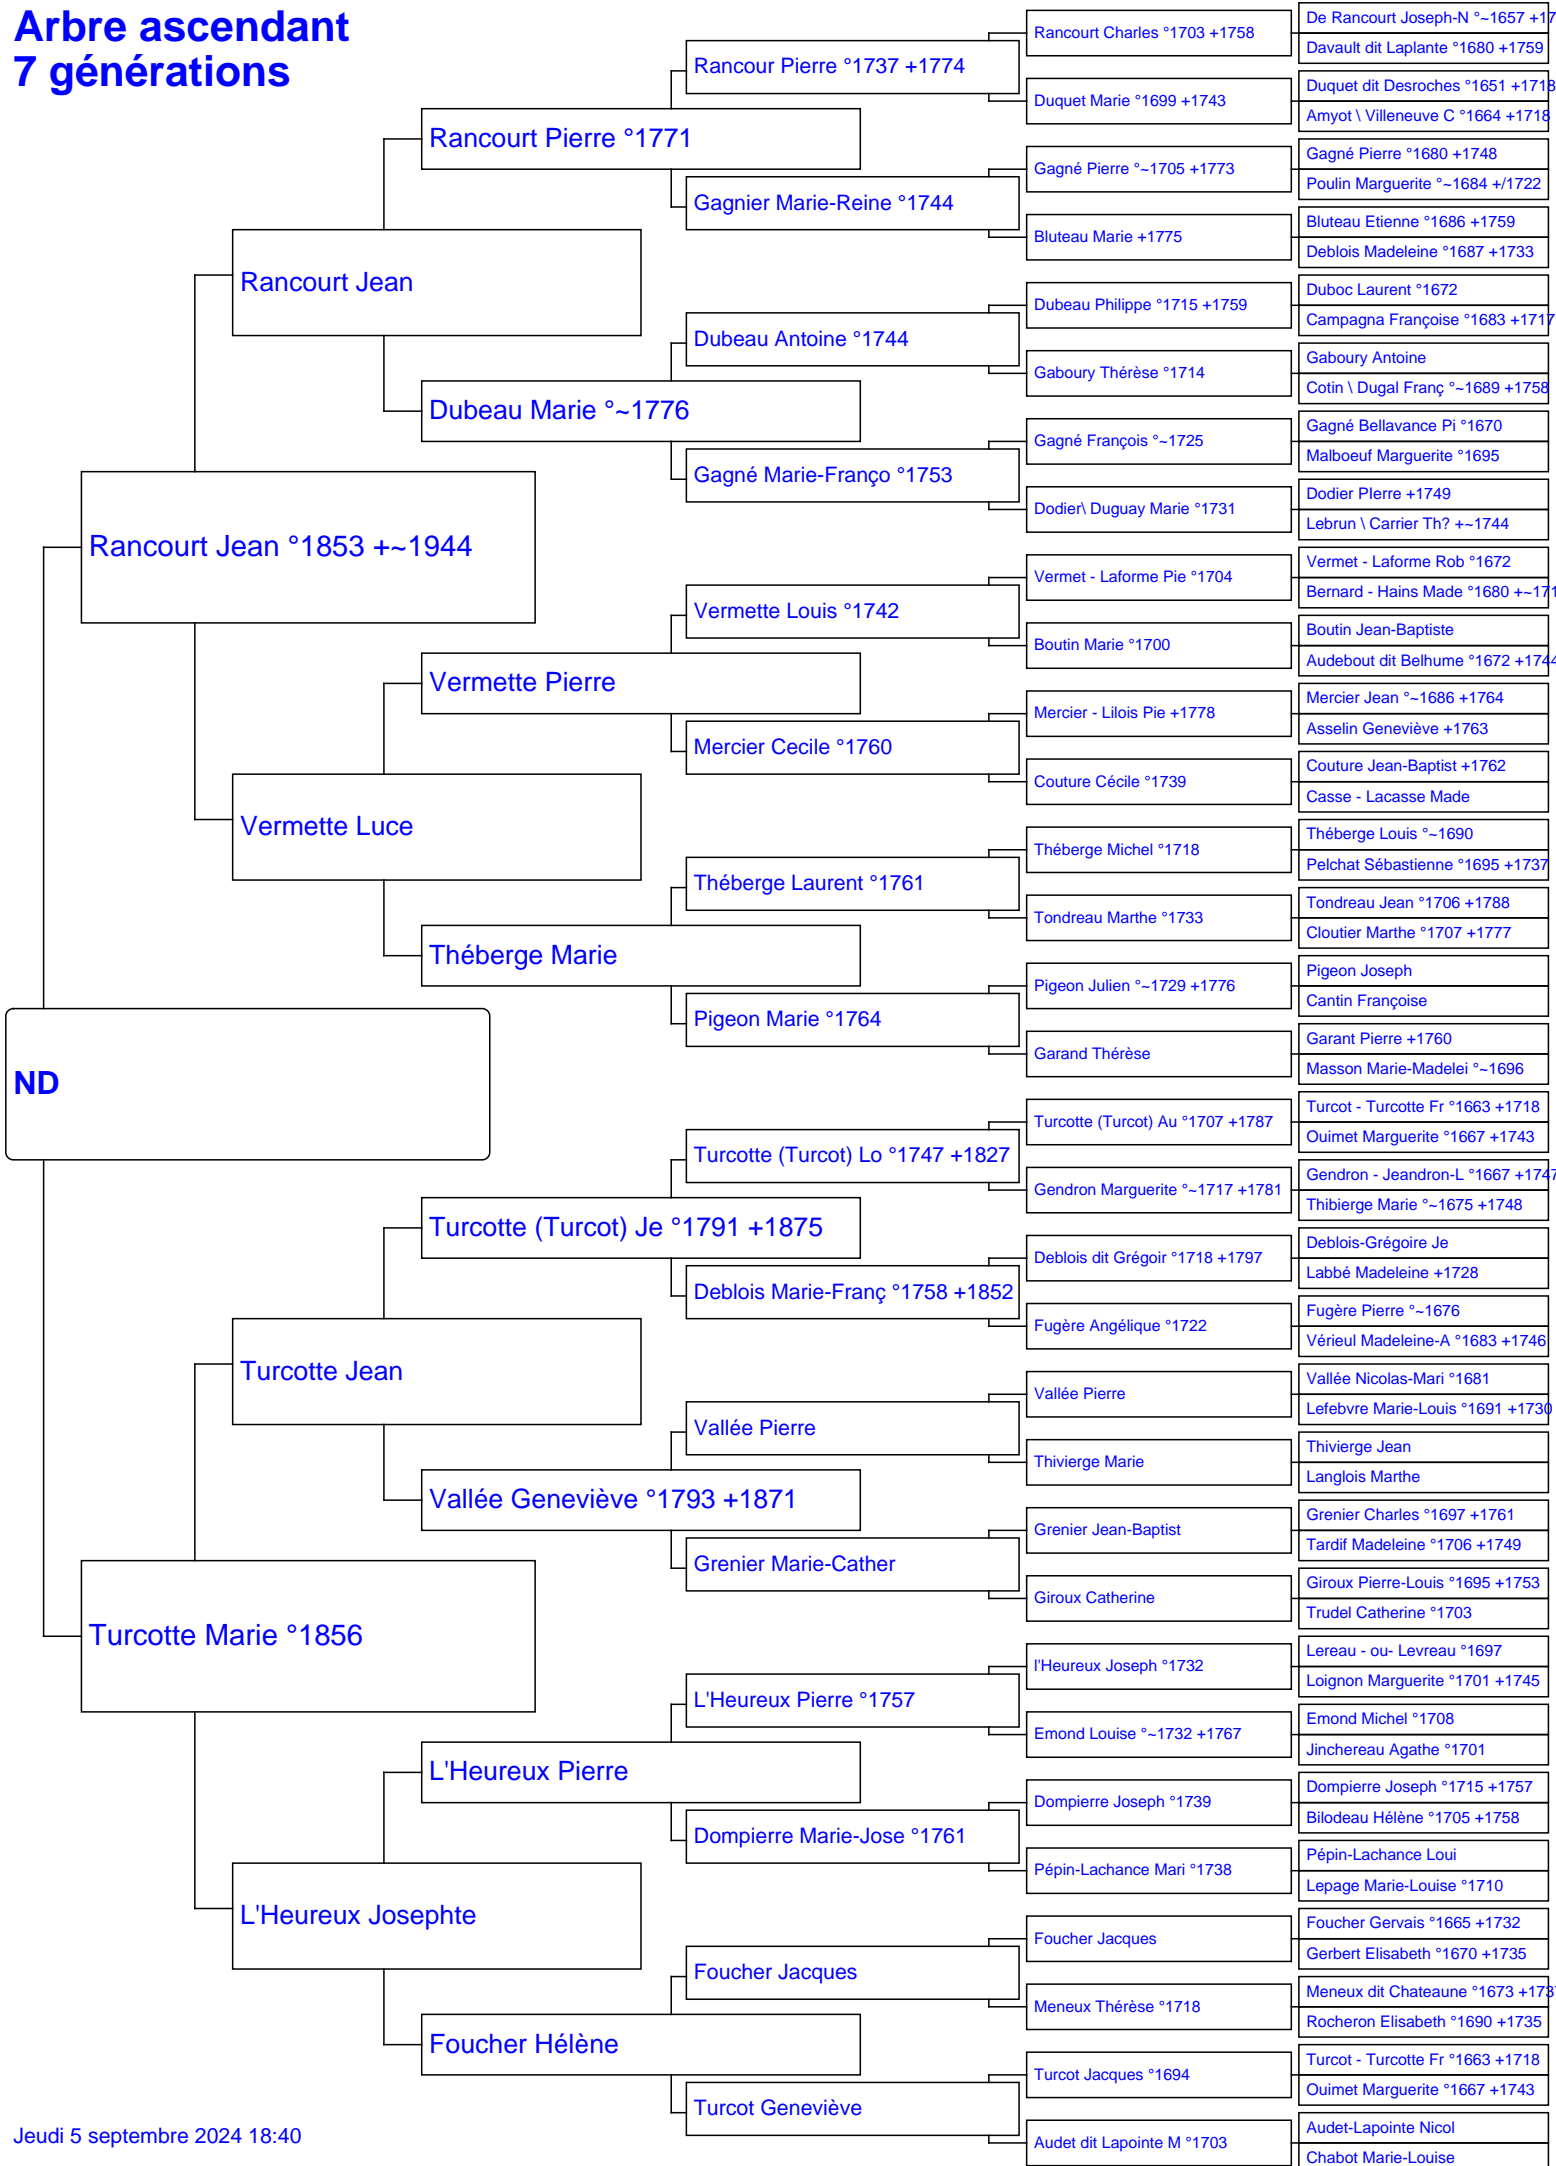 Arbre ascendant
7 générations
ND
Rancourt Jean °1853 +~1944
Turcotte Marie °1856
Rancourt Jean
Vermette Luce
Turcotte Jean
L'Heureux Josephte
Rancourt Pierre °1771
Dubeau Marie °~1776
Vermette Pierre
Théberge Marie
Turcotte (Turcot) Je °1791 +1875
Vallée Geneviève °1793 +1871
L'Heureux Pierre
Foucher Hélène
Rancour Pierre °1737 +1774
Gagnier Marie-Reine °1744
Dubeau Antoine °1744
Gagné Marie-Franço °1753
Vermette Louis °1742
Mercier Cecile °1760
Théberge Laurent °1761
Pigeon Marie °1764
Turcotte (Turcot) Lo °1747 +1827
Deblois Marie-Franç °1758 +1852
Vallée Pierre
Grenier Marie-Cather
L'Heureux Pierre °1757
Dompierre Marie-Jose °1761
Foucher Jacques
Turcot Geneviève
Rancourt Charles °1703 +1758
Duquet Marie °1699 +1743
Gagné Pierre °~1705 +1773
Bluteau Marie +1775
Dubeau Philippe °1715 +1759
Gaboury Thérèse °1714
Gagné François °~1725
Dodier\ Duguay Marie °1731
Vermet - Laforme Pie °1704
Boutin Marie °1700
Mercier - Lilois Pie +1778
Couture Cécile °1739
Théberge Michel °1718
Tondreau Marthe °1733
Pigeon Julien °~1729 +1776
Garand Thérèse
Turcotte (Turcot) Au °1707 +1787
Gendron Marguerite °~1717 +1781
Deblois dit Grégoir °1718 +1797
Fugère Angélique °1722
Vallée Pierre
Thivierge Marie
Grenier Jean-Baptist
Giroux Catherine
l'Heureux Joseph °1732
Emond Louise °~1732 +1767
Dompierre Joseph °1739
Pépin-Lachance Mari °1738
Foucher Jacques
Meneux Thérèse °1718
Turcot Jacques °1694
Audet dit Lapointe M °1703
De Rancourt Joseph-N °~1657 +17
Davault dit Laplante °1680 +1759
Duquet dit Desroches °1651 +1718
Amyot \ Villeneuve C °1664 +1718
Gagné Pierre °1680 +1748
Poulin Marguerite °~1684 +/1722
Bluteau Etienne °1686 +1759
Deblois Madeleine °1687 +1733
Duboc Laurent °1672
Campagna Françoise °1683 +1717
Gaboury Antoine
Cotin \ Dugal Franç °~1689 +1758
Gagné Bellavance Pi °1670
Malboeuf Marguerite °1695
Dodier PIerre +1749
Lebrun \ Carrier Th? +~1744
Vermet - Laforme Rob °1672
Bernard - Hains Made °1680 +~171
Boutin Jean-Baptiste
Audebout dit Belhume °1672 +1744
Mercier Jean °~1686 +1764
Asselin Geneviève +1763
Couture Jean-Baptist +1762
Casse - Lacasse Made
Théberge Louis °~1690
Pelchat Sébastienne °1695 +1737
Tondreau Jean °1706 +1788
Cloutier Marthe °1707 +1777
Pigeon Joseph
Cantin Françoise
Garant Pierre +1760
Masson Marie-Madelei °~1696
Turcot - Turcotte Fr °1663 +1718
Ouimet Marguerite °1667 +1743
Gendron - Jeandron-L °1667 +1747
Thibierge Marie °~1675 +1748
Deblois-Grégoire Je
Labbé Madeleine +1728
Fugère Pierre °~1676
Vérieul Madeleine-A °1683 +1746
Vallée Nicolas-Mari °1681
Lefebvre Marie-Louis °1691 +1730
Thivierge Jean
Langlois Marthe
Grenier Charles °1697 +1761
Tardif Madeleine °1706 +1749
Giroux Pierre-Louis °1695 +1753
Trudel Catherine °1703
Lereau - ou- Levreau °1697
Loignon Marguerite °1701 +1745
Emond Michel °1708
Jinchereau Agathe °1701
Dompierre Joseph °1715 +1757
Bilodeau Hélène °1705 +1758
Pépin-Lachance Loui
Lepage Marie-Louise °1710
Foucher Gervais °1665 +1732
Gerbert Elisabeth °1670 +1735
Meneux dit Chateaune °1673 +173
Rocheron Elisabeth °1690 +1735
Turcot - Turcotte Fr °1663 +1718
Ouimet Marguerite °1667 +1743
Audet-Lapointe Nicol
Chabot Marie-Louise
Jeudi 5 septembre 2024 18:40